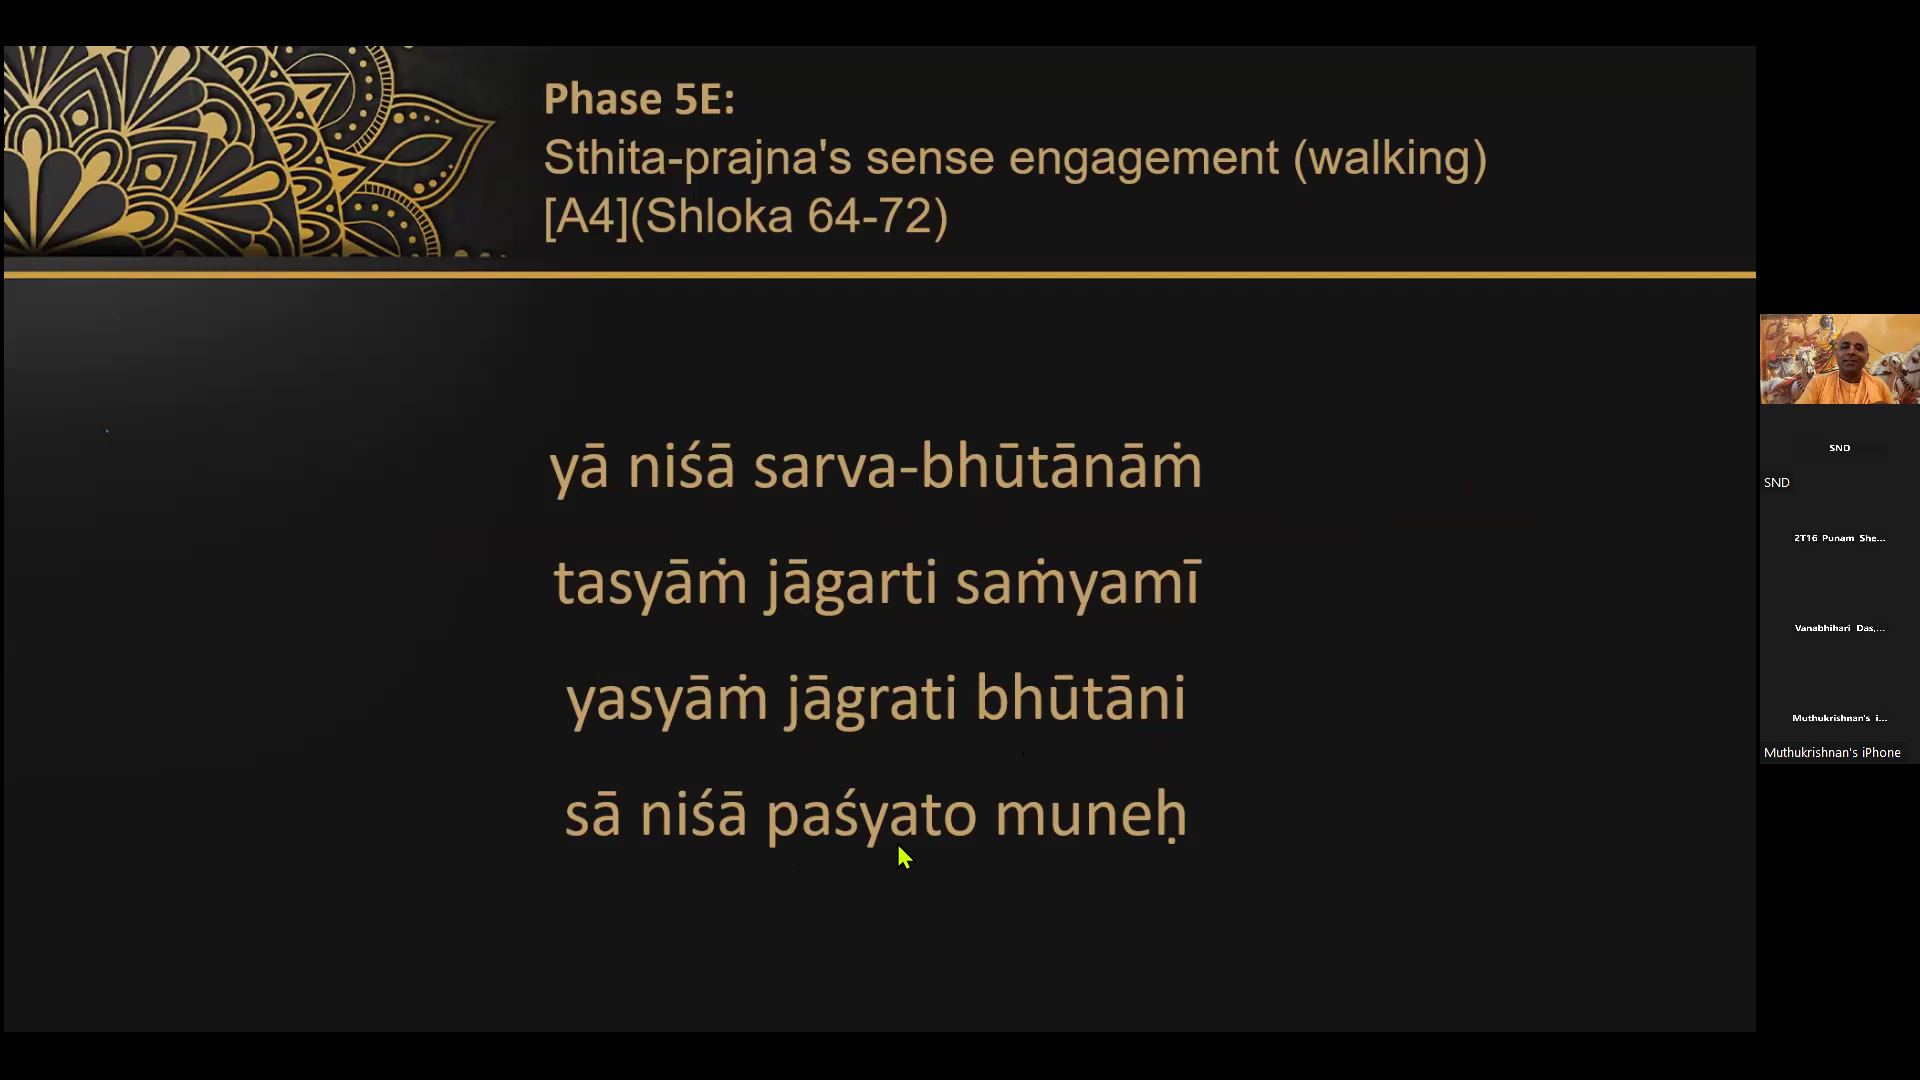 Phase 5E:
Sthita-prajna's sense engagement (walking)
[A4](Shloka 64-72)
yā niśā sarva-bhūtānāṁ
tasyāṁ jāgarti saṁyamī
yasyāṁ jāgrati bhūtāni
sā niśā paśyato muneḥ
SND
SND
2T16 Punam She...
Vanabhihari Das,...
Muthukrishnan's i...
Muthukrishnan's iPhone